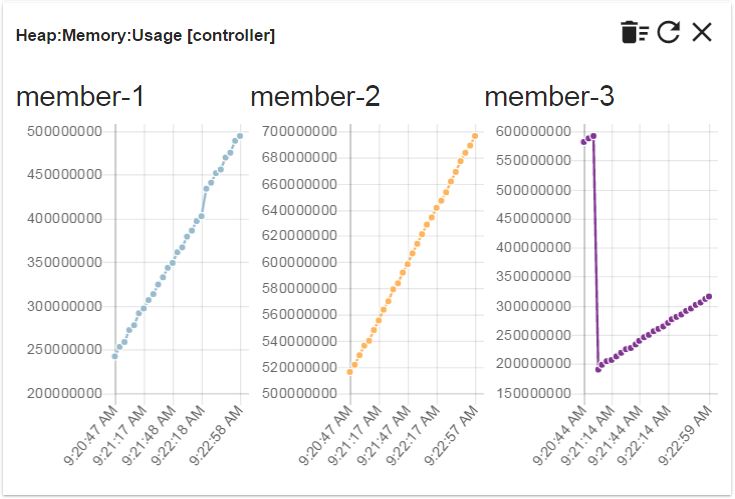 Heap:Memory:Usage [controller]
member-1
500000000
450000000
400000000
350000000
300000000
250000000
200000000
9:20:47 AM
9:21:17 AM
9:21:48 AM
9:22:18 AM
9:22:58 AM
member-2
700000000
680000000
660000000
640000000
620000000
600000000
580000000
560000000
540000000
520000000
500000000
9:20:47 AM
9:21:17 AM
9:21:47 AM
9:22:17 AM
9:22:57 AM
member-3
600000000
550000000
500000000
450000000
400000000
350000000
300000000
250000000
200000000
150000000
9:20:44 AM
9:21:14 AM
9:21:44 AM
9:22:14 AM
9:22:59 AM